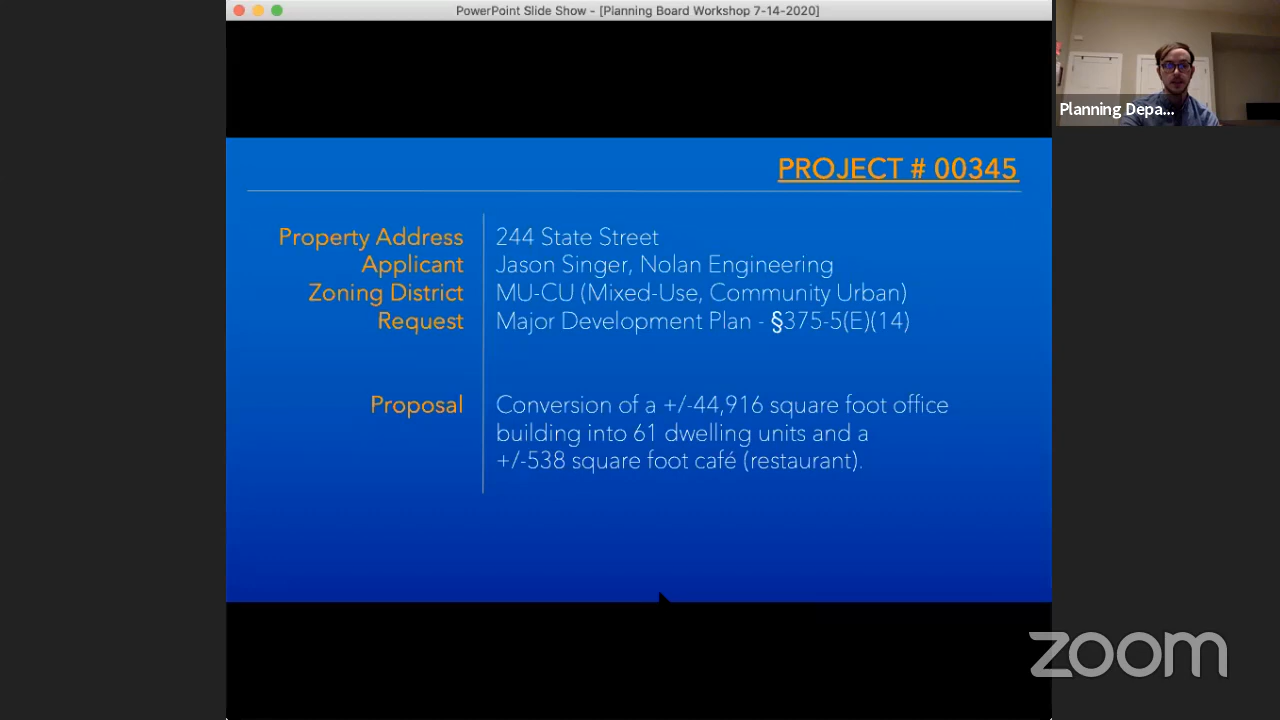 PowerPoint Slide Show - [Planning Board Workshop 7-14-2020]
Planning Depa...
PROJECT # 00345
Property Address 244 State Street
Applicant Jason Singer, Nolan Engineering
Zoning District MU-CU (Mixed-Use, Community Urban)
Request Major Development Plan - §375-5(E)(14)
Proposal Conversion of a +/-44,916 square foot office
building into 61 dwelling units and a
+/-538 square foot café (restaurant).
zoom